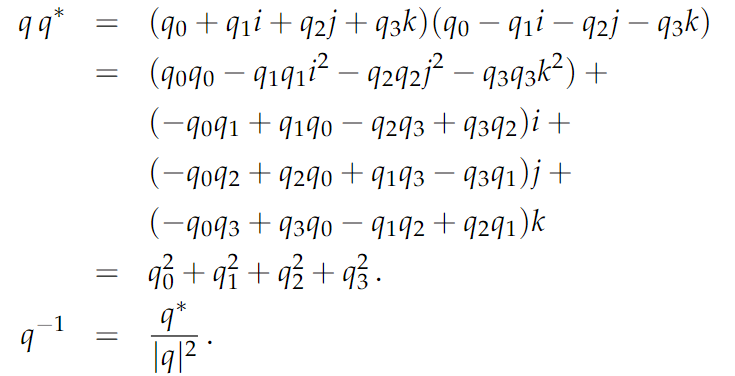 q q* = (q₀ + q₁i + q₂j + q₃k)(q₀ − q₁i − q₂j − q₃k)
= (q₀q₀ − q₁q₁i² − q₂q₂j² − q₃q₃k²) +
(−q₀q₁ + q₁q₀ − q₂q₃ + q₃q₂)i +
(−q₀q₂ + q₂q₀ + q₁q₃ − q₃q₁)j +
(−q₀q₃ + q₃q₀ − q₁q₂ + q₂q₁)k
= q₀² + q₁² + q₂² + q₃² .
q⁻¹ = q* / |q|² .